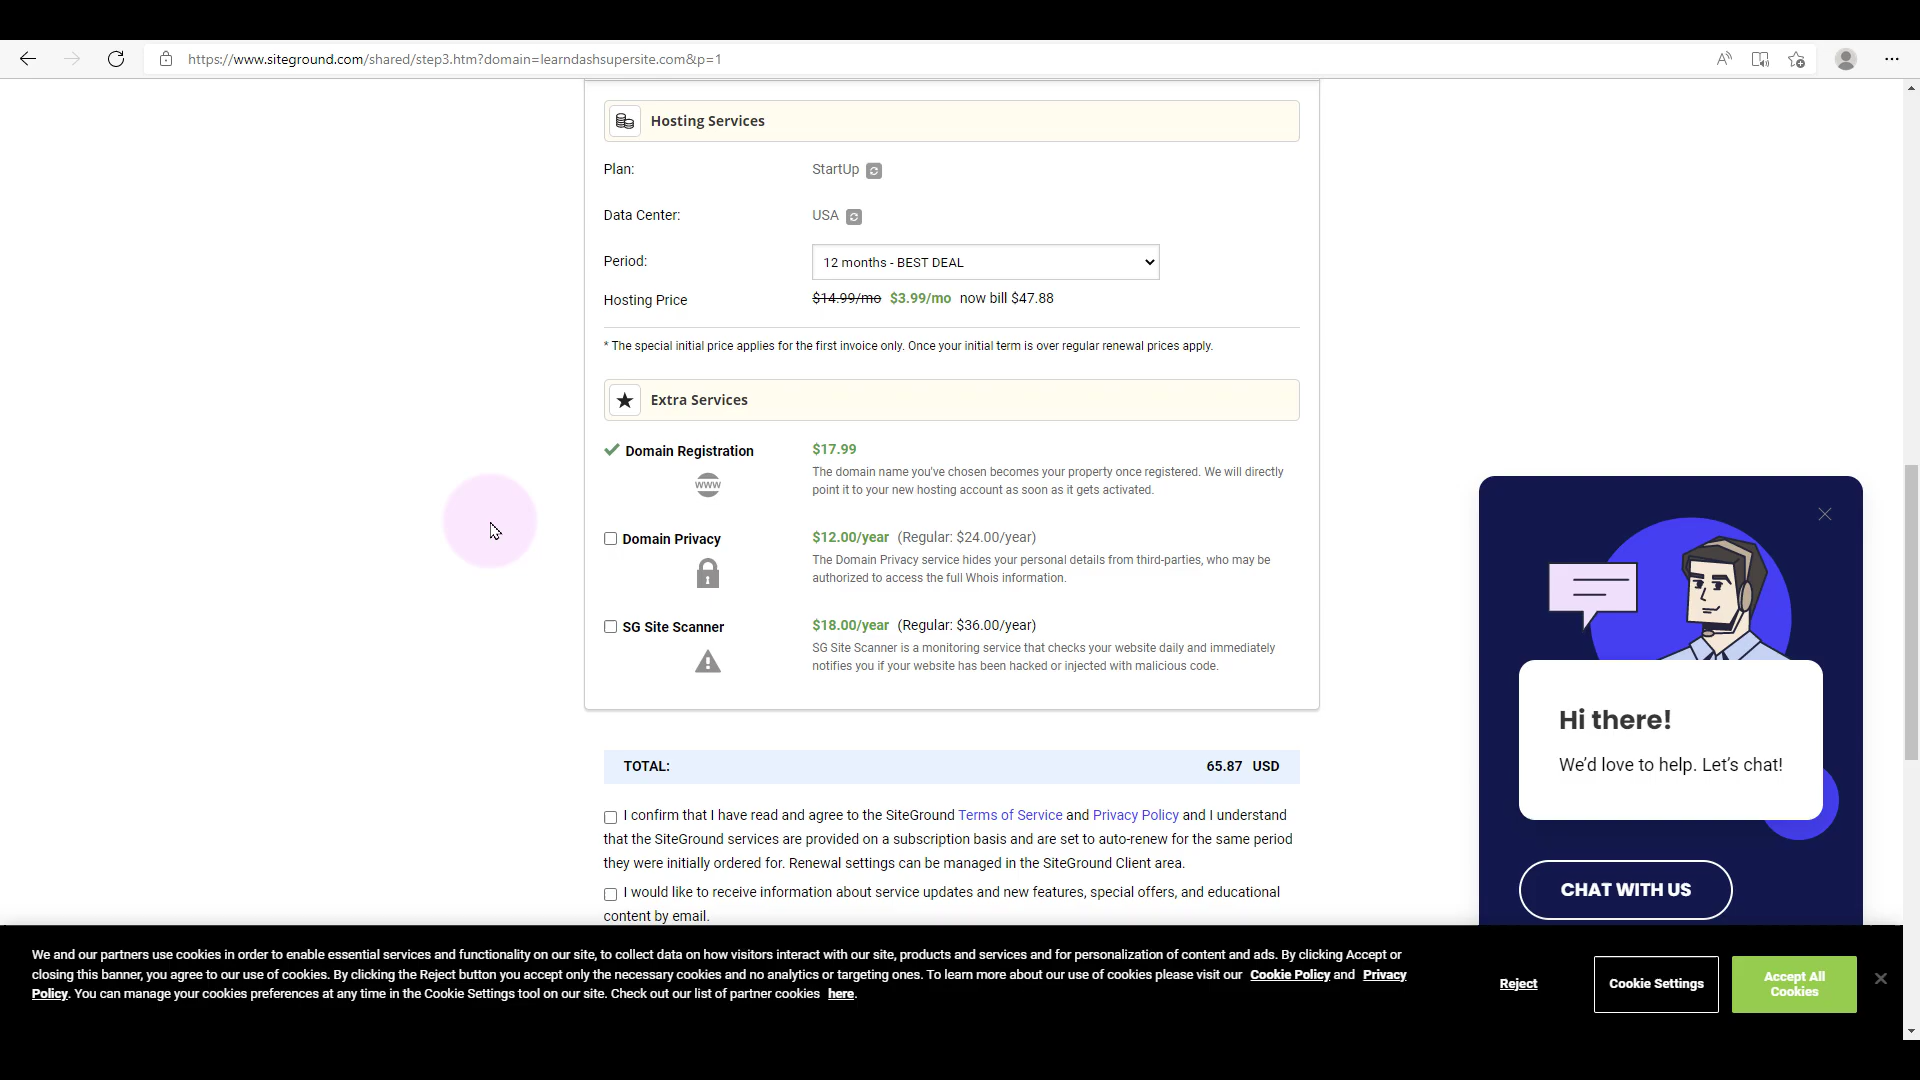 https://www.siteground.com/shared/step3.htm?domain=learndashsupersite.com&p=1
Hosting Services
Plan: StartUp
Data Center: USA
Period: 12 months - BEST DEAL
Hosting Price $14.99/mo $3.99/mo now bill $47.88
* The special initial price applies for the first invoice only. Once your initial term is over regular renewal prices apply.
Extra Services
Domain Registration $17.99
The domain name you've chosen becomes your property once registered. We will directly
point it to your new hosting account as soon as it gets activated.
www
Domain Privacy $12.00/year (Regular: $24.00/year)
The Domain Privacy service hides your personal details from third-parties, who may be
authorized to access the full Whois information.
SG Site Scanner $18.00/year (Regular: $36.00/year)
SG Site Scanner is a monitoring service that checks your website daily and immediately
notifies you if your website has been hacked or injected with malicious code.
TOTAL: 65.87 USD
I confirm that I have read and agree to the SiteGround Terms of Service and Privacy Policy and I understand
that the SiteGround services are provided on a subscription basis and are set to auto-renew for the same period
they were initially ordered for. Renewal settings can be managed in the SiteGround Client area.
I would like to receive information about service updates and new features, special offers, and educational
content by email.
Hi there!
We'd love to help. Let's chat!
CHAT WITH US
We and our partners use cookies in order to enable essential services and functionality on our site, to collect data on how visitors interact with our site, products and services and for personalization of content and ads. By clicking Accept or
closing this banner, you agree to our use of cookies. By clicking the Reject button you accept only the necessary cookies and no analytics or targeting ones. To learn more about our use of cookies please visit our Cookie Policy and Privacy
Policy. You can manage your cookies preferences at any time in the Cookie Settings tool on our site. Check out our list of partner cookies here.
Reject
Cookie Settings
Accept All
Cookies